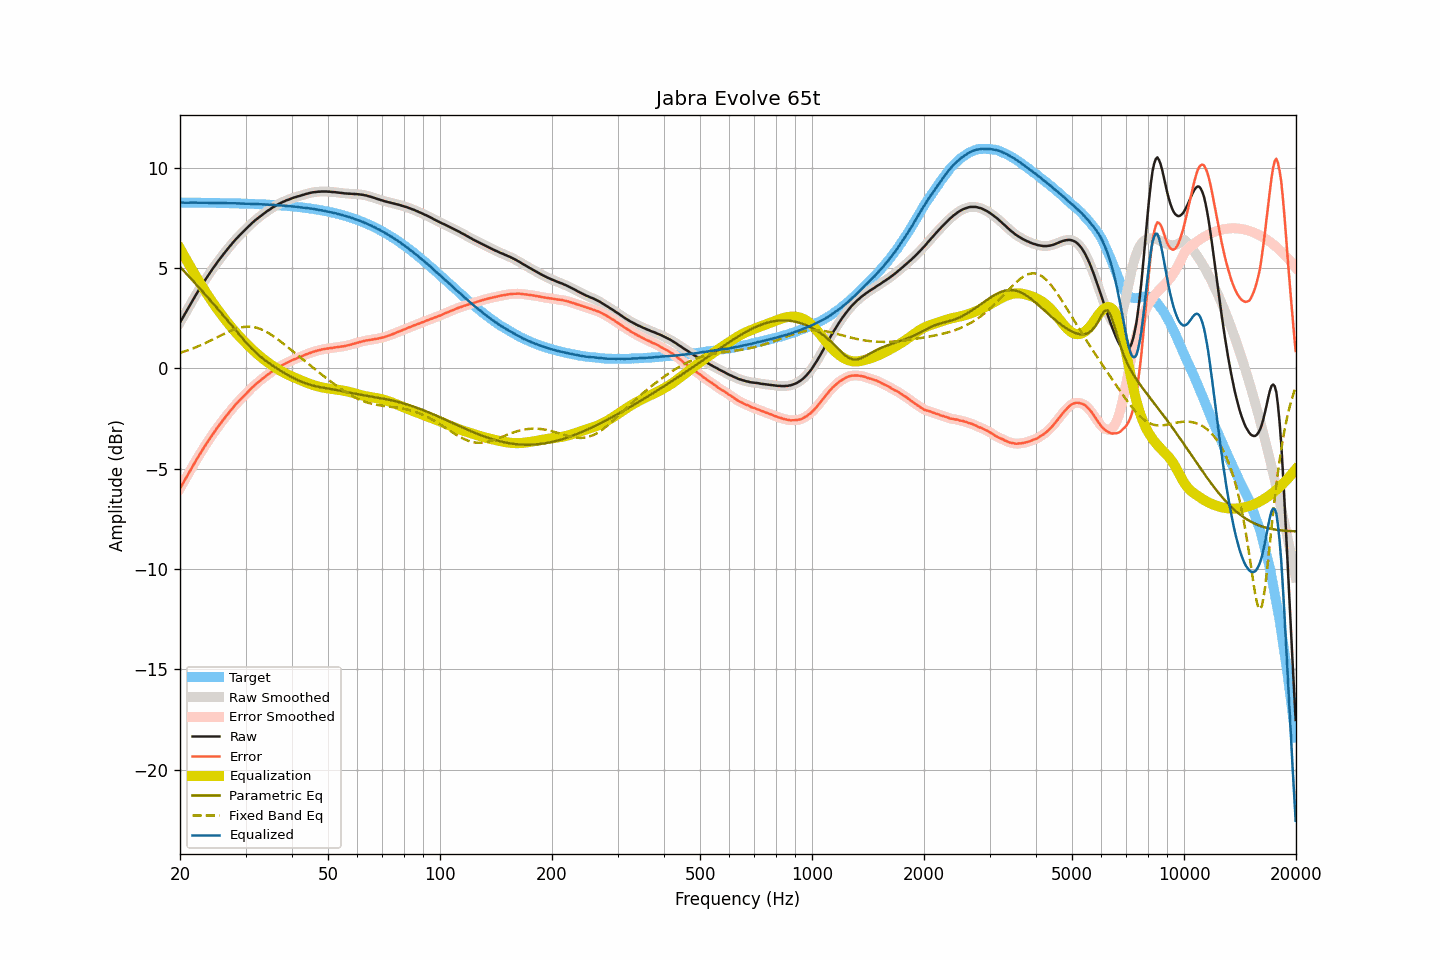 Jabra Evolve 65t
Amplitude (dBr)
10
5
0
−5
−10
−15
−20
Target
Raw Smoothed
Error Smoothed
Raw
Error
Equalization
Parametric Eq
Fixed Band Eq
Equalized
20 50 100 200 500 1000 2000 5000 10000 20000
Frequency (Hz)